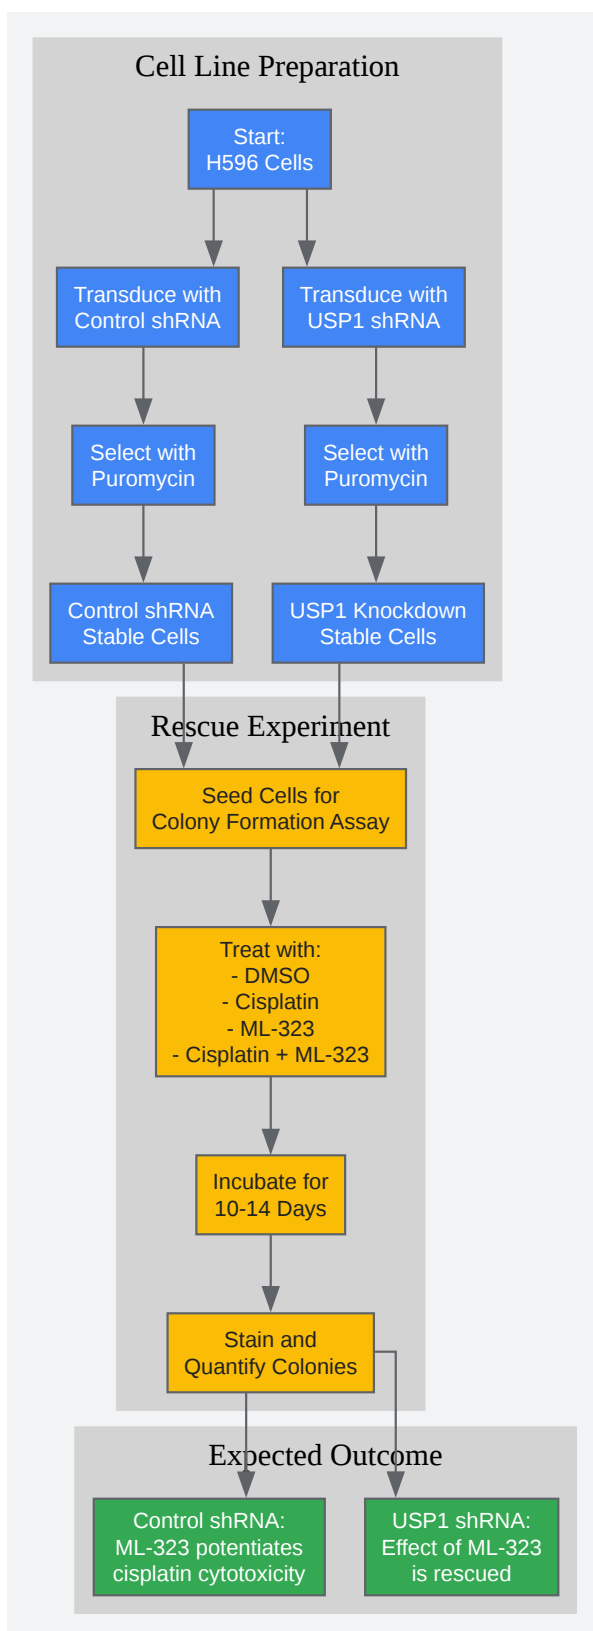 Cell Line Preparation
Start:
H596 Cells
Transduce with
Control shRNA
Transduce with
USP1 shRNA
Select with
Puromycin
Select with
Puromycin
Control shRNA
Stable Cells
USP1 Knockdown
Stable Cells
Rescue Experiment
Seed Cells for
Colony Formation Assay
Treat with:
- DMSO
- Cisplatin
- ML-323
- Cisplatin + ML-323
Incubate for
10-14 Days
Stain and
Quantify Colonies
Expected Outcome
Control shRNA:
ML-323 potentiates
cisplatin cytotoxicity
USP1 shRNA:
Effect of ML-323
is rescued